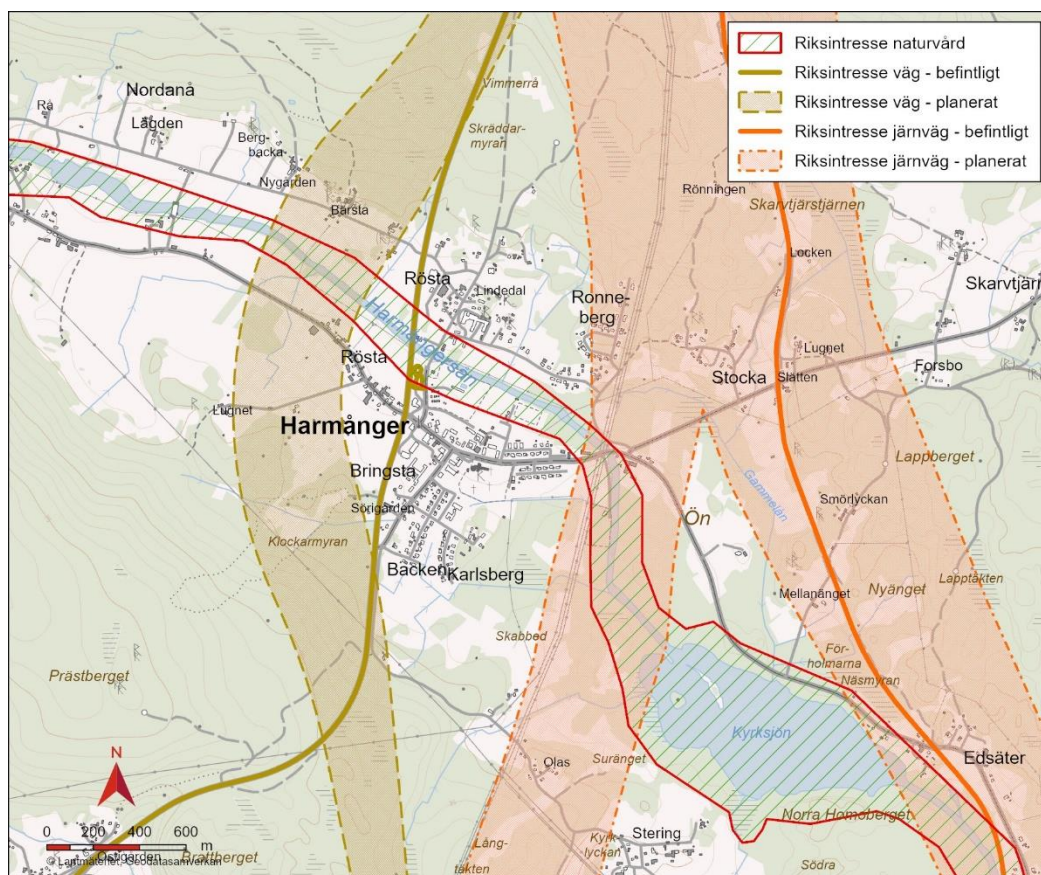 Riksintresse naturvård
Riksintresse väg - befintligt
Riksintresse väg - planerat
Riksintresse järnväg - befintligt
Riksintresse järnväg - planerat
Vimmerrå
Nordanå
Rå
Lågden
Skräddar-
myran
Berg-
backa
Nygården
Bärsta
Rönningen
Skarvtjärstjärnen
Locken
Skarvtjärn
Rösta
Lindedal
Ronne-
berg
Harmångersån
Rösta
Lugnet
Stocka
Slätten
Forsbo
Lugnet
Harmånger
Bringsta
Lappberget
Gammelån
Smörlyckan
Sörigården
Ön
Klockarmyran
Backen
Karlsberg
Lapptäkten
Nyänget
Mellanänget
Skabbed
För-
holmarna
Näsmyran
Prästberget
Kyrksjön
Edsäter
N
Olas
Suränget
Norra Homoberget
0 200 400 600
m
Stering
Kyrk-
lyckan
Lång-
täkten
Södra
Östigården
Brattberget
© Lantmäteriet, Geodatasamverkan